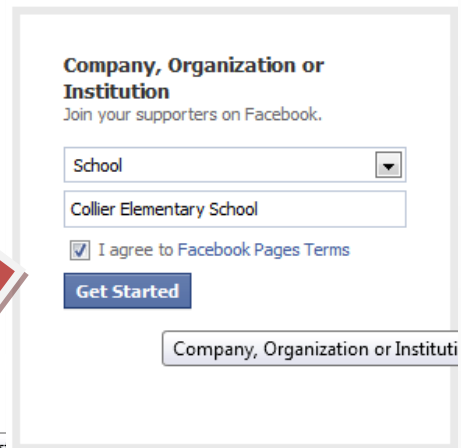 Company, Organization or
Institution
Join your supporters on Facebook.
School
Collier Elementary School
I agree to Facebook Pages Terms
Get Started
Company, Organization or Instituti